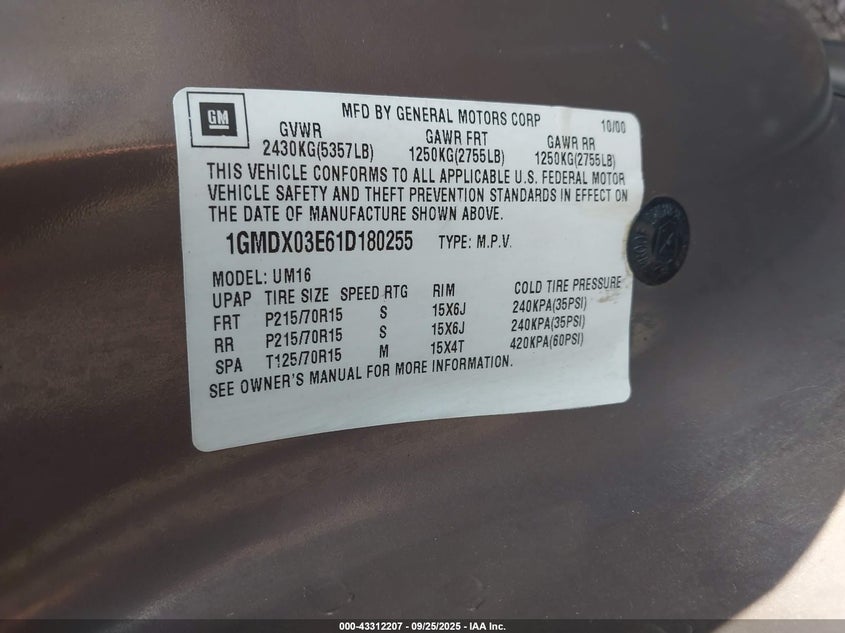 GM
MFD BY GENERAL MOTORS CORP 10/00
GVWR GAWR FRT GAWR RR
2430KG(5357LB) 1250KG(2755LB) 1250KG(2755LB)
THIS VEHICLE CONFORMS TO ALL APPLICABLE U.S. FEDERAL MOTOR
VEHICLE SAFETY AND THEFT PREVENTION STANDARDS IN EFFECT ON
THE DATE OF MANUFACTURE SHOWN ABOVE.
1GMDX03E61D180255 TYPE: M.P.V.
MODEL: UM16
UPAP TIRE SIZE SPEED RTG RIM COLD TIRE PRESSURE
FRT P215/70R15 S 15X6J 240KPA(35PSI)
RR P215/70R15 S 15X6J 240KPA(35PSI)
SPA T125/70R15 M 15X4T 420KPA(60PSI)
SEE OWNER'S MANUAL FOR MORE INFORMATION.
000-43312207 - 09/25/2025 - IAA Inc.